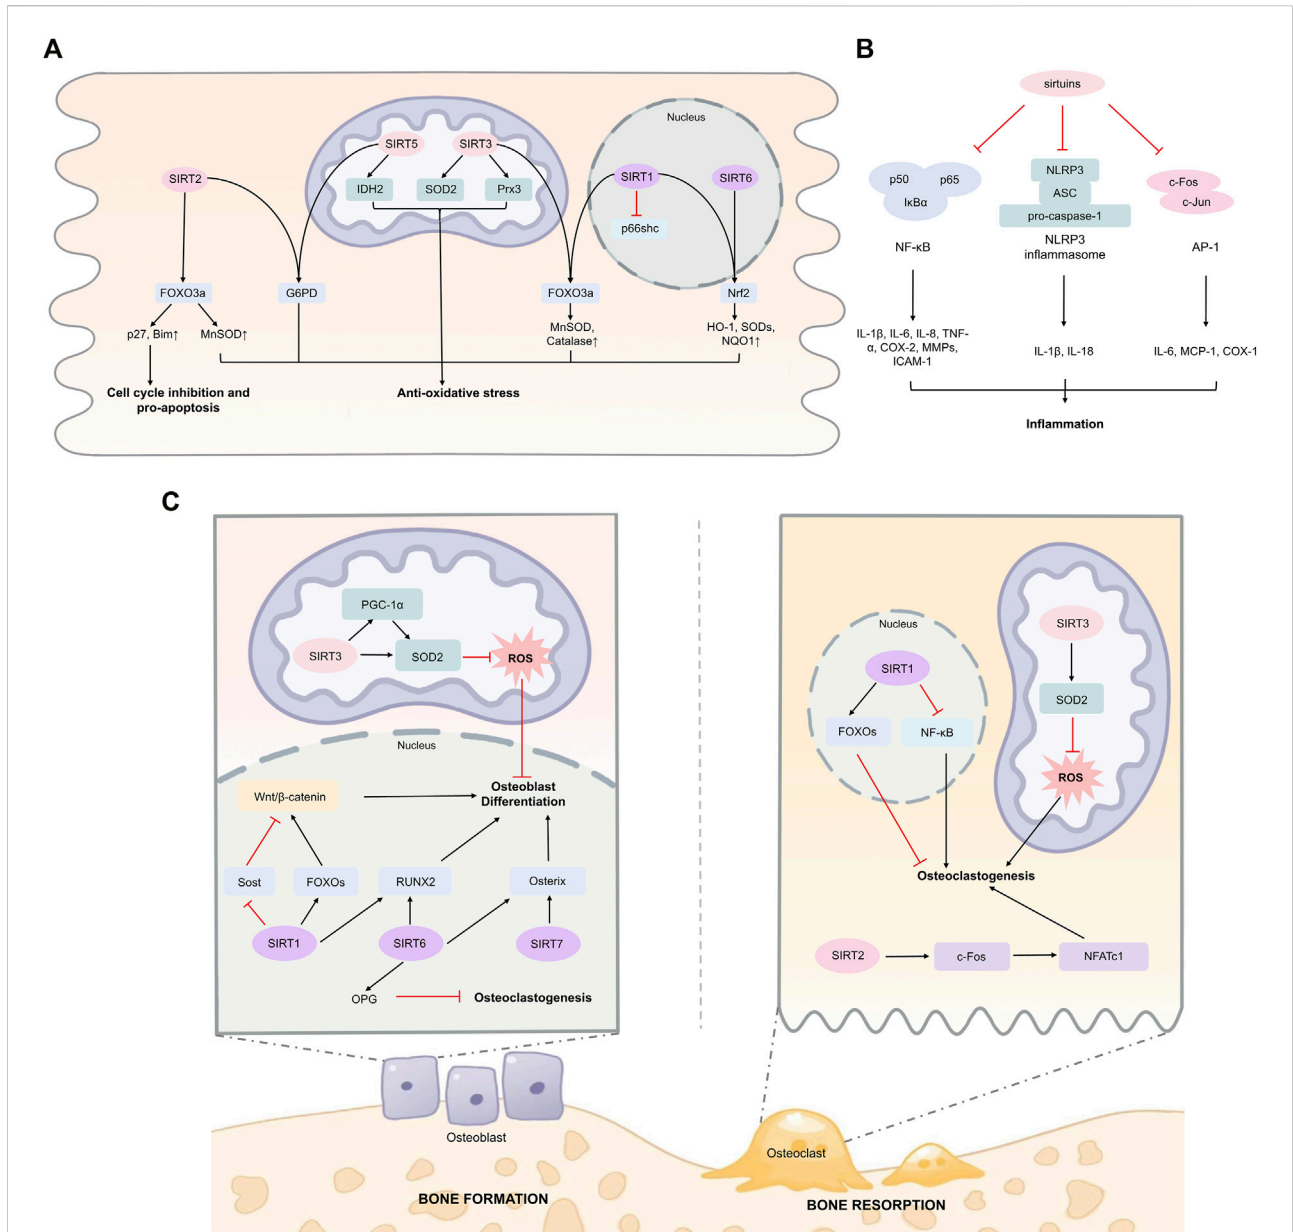 A
Nucleus
SIRT5
SIRT3
SIRT2
SIRT1
SIRT6
IDH2
SOD2
Prx3
p66shc
FOXO3a
G6PD
FOXO3a
Nrf2
p27, Bim↑
MnSOD↑
MnSOD,
Catalase↑
HO-1, SODs,
NQO1↑
Cell cycle inhibition and
pro-apoptosis
Anti-oxidative stress
B
sirtuins
p50
p65
IκBα
NLRP3
ASC
pro-caspase-1
c-Fos
c-Jun
NF-κB
NLRP3
inflammasome
AP-1
IL-1β, IL-6, IL-8, TNF-
α, COX-2, MMPs,
ICAM-1
IL-1β, IL-18
IL-6, MCP-1, COX-1
Inflammation
C
PGC-1α
SIRT3
SOD2
ROS
Nucleus
Wnt/β-catenin
Osteoblast
Differentiation
Sost
FOXOs
RUNX2
Osterix
SIRT1
SIRT6
SIRT7
OPG
Osteoclastogenesis
Nucleus
SIRT1
FOXOs
NF-κB
SIRT3
SOD2
ROS
Osteoclastogenesis
SIRT2
c-Fos
NFATc1
Osteoblast
Osteoclast
BONE FORMATION
BONE RESORPTION